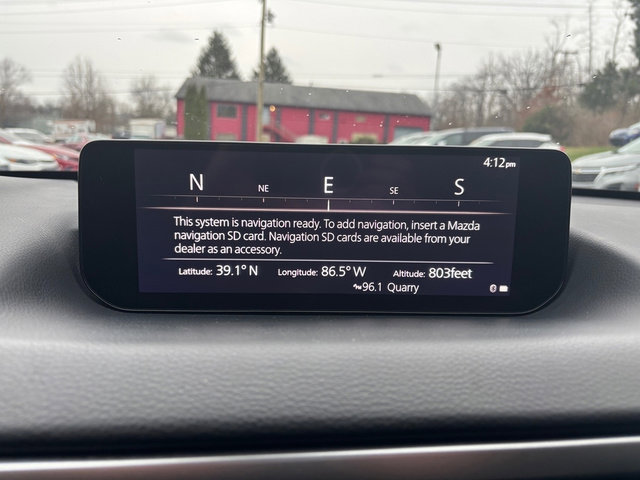 4:12pm
N NE E SE S
This system is navigation ready. To add navigation, insert a Mazda
navigation SD card. Navigation SD cards are available from your
dealer as an accessory.
Latitude: 39.1° N Longitude: 86.5° W Altitude: 803feet
96.1 Quarry